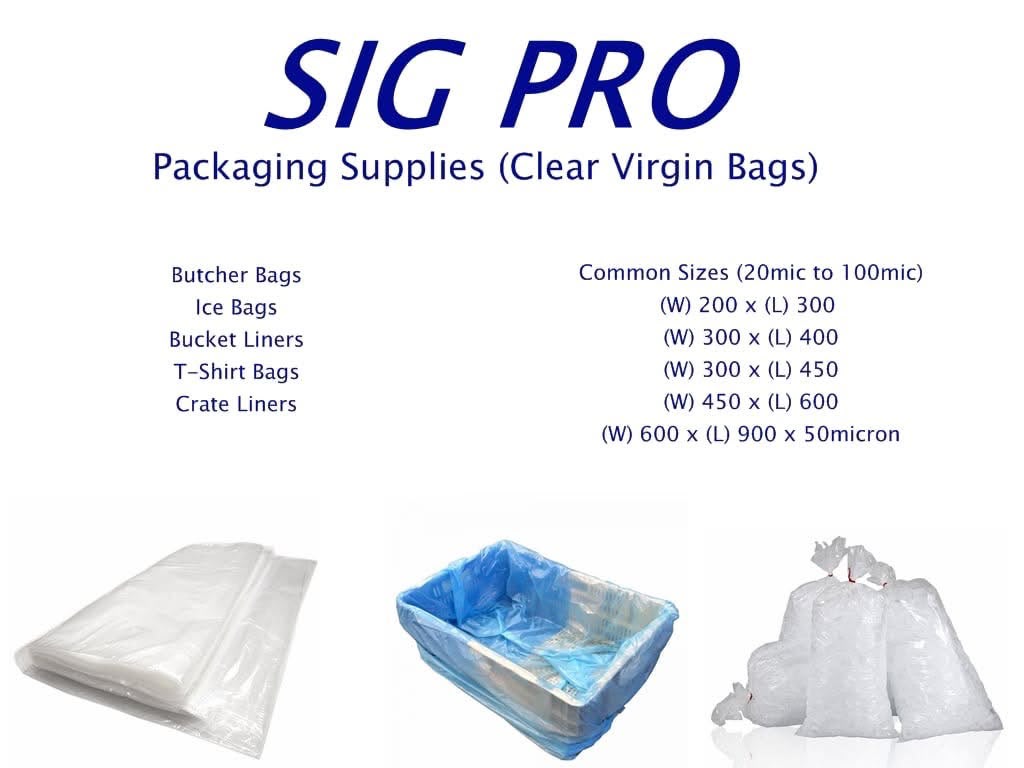 SIG PRO
Packaging Supplies (Clear Virgin Bags)
Butcher Bags
Ice Bags
Bucket Liners
T-Shirt Bags
Crate Liners
Common Sizes (20mic to 100mic)
(W) 200 x (L) 300
(W) 300 x (L) 400
(W) 300 x (L) 450
(W) 450 x (L) 600
(W) 600 x (L) 900 x 50micron